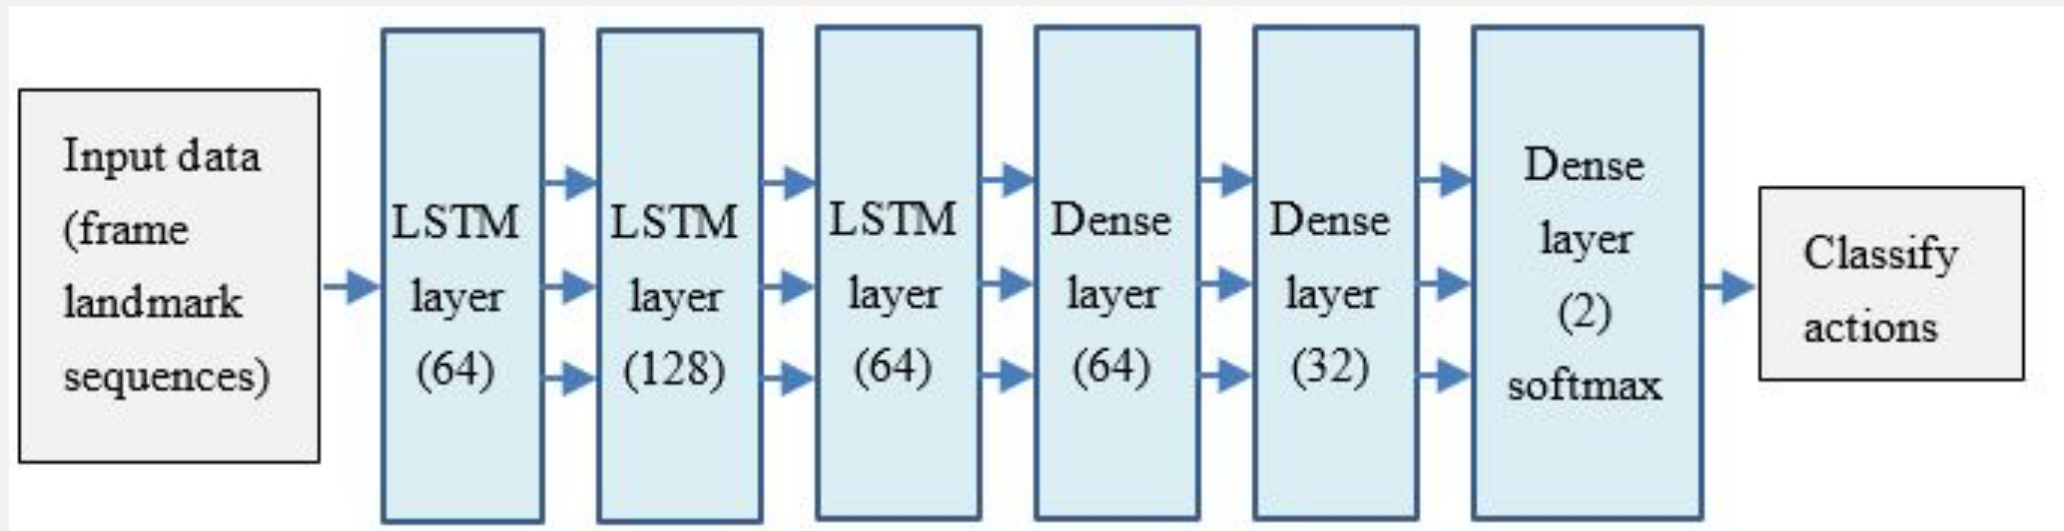 Input data
(frame
landmark
sequences)
LSTM
layer
(64)
LSTM
layer
(128)
LSTM
layer
(64)
Dense
layer
(64)
Dense
layer
(32)
Dense
layer
(2)
softmax
Classify
actions